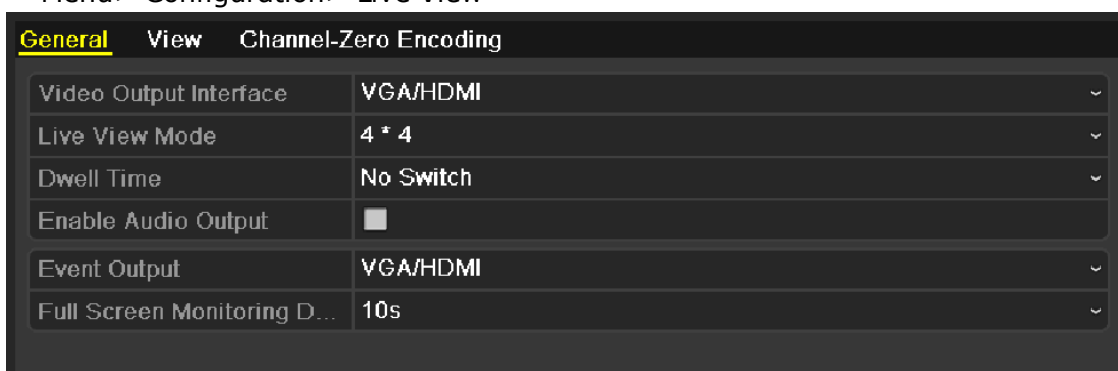 General View Channel-Zero Encoding
Video Output Interface VGA/HDMI
Live View Mode 4 * 4
Dwell Time No Switch
Enable Audio Output
Event Output VGA/HDMI
Full Screen Monitoring D... 10s